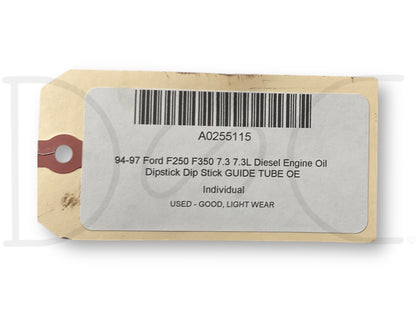 A0255115
94-97 Ford F250 F350 7.3 7.3L Diesel Engine Oil
Dipstick Dip Stick GUIDE TUBE OE
Individual
USED - GOOD, LIGHT WEAR